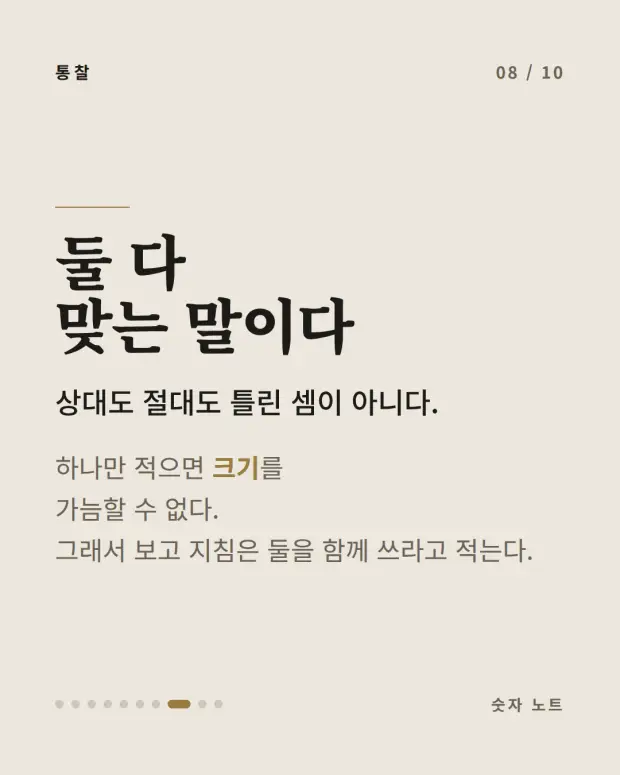 통찰
08 / 10
둘 다
맞는 말이다
상대도 절대도 틀린 셈이 아니다.
하나만 적으면 크기를
가늠할 수 없다.
그래서 보고 지침은 둘을 함께 쓰라고 적는다.
숫자 노트